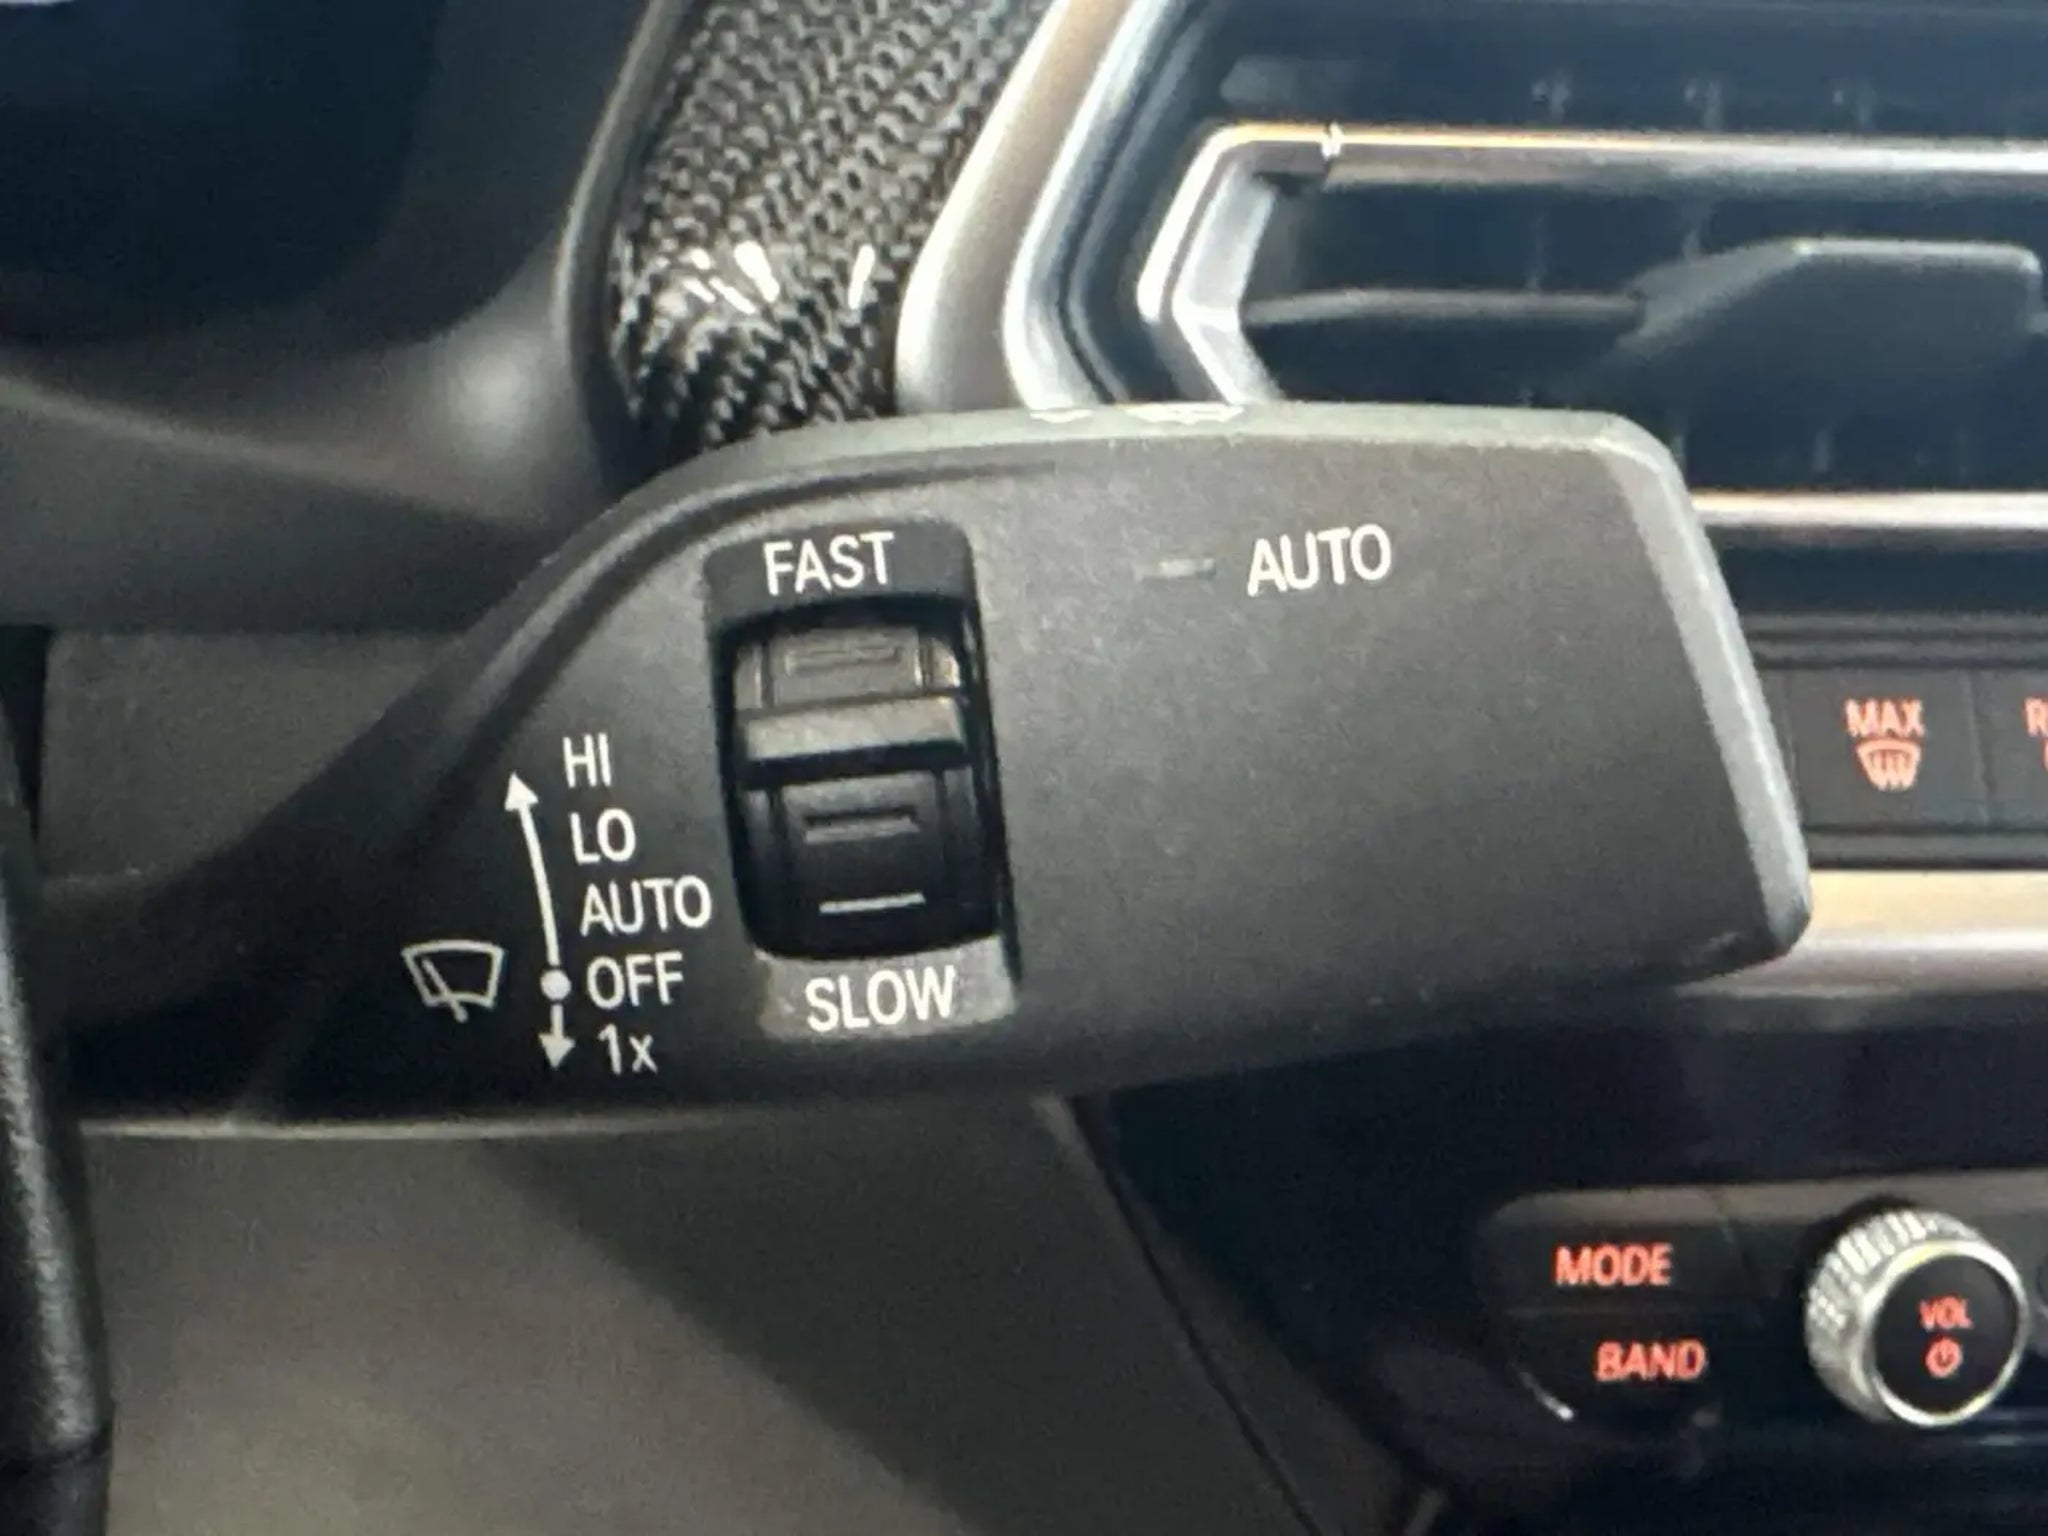 FAST
AUTO
HI
LO
AUTO
OFF
1x
SLOW
MAX
MODE
BAND
VOL